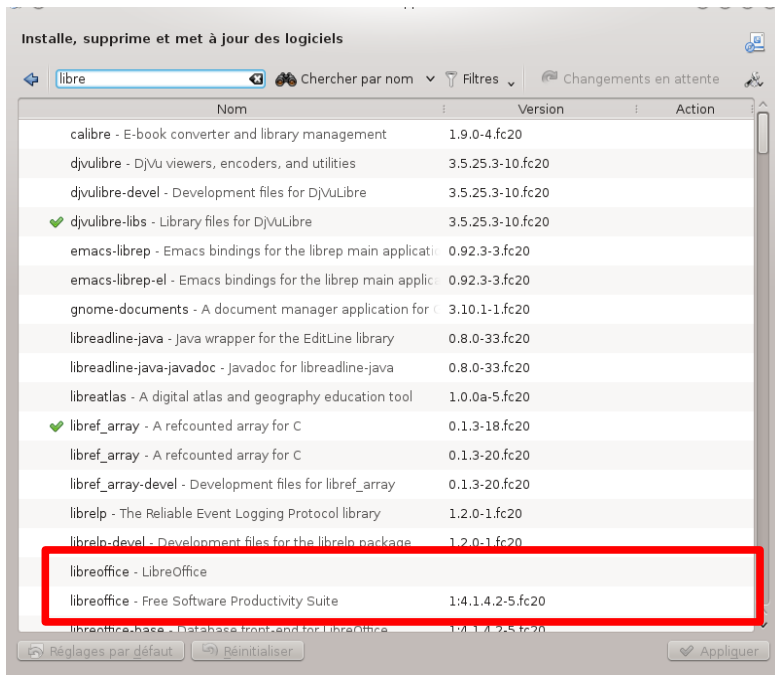 Installe, supprime et met à jour des logiciels
libre Chercher par nom Filtres Changements en attente
Nom Version Action
calibre - E-book converter and library management 1.9.0-4.fc20
djvulibre - DjVu viewers, encoders, and utilities 3.5.25.3-10.fc20
djvulibre-devel - Development files for DjVuLibre 3.5.25.3-10.fc20
djvulibre-libs - Library files for DjVuLibre 3.5.25.3-10.fc20
emacs-librep - Emacs bindings for the librep main applicati 0.92.3-3.fc20
emacs-librep-el - Emacs bindings for the librep main applic 0.92.3-3.fc20
gnome-documents - A document manager application for 3.10.1-1.fc20
libreadline-java - Java wrapper for the EditLine library 0.8.0-33.fc20
libreadline-java-javadoc - Javadoc for libreadline-java 0.8.0-33.fc20
libreatlas - A digital atlas and geography education tool 1.0.0a-5.fc20
libref_array - A refcounted array for C 0.1.3-18.fc20
libref_array - A refcounted array for C 0.1.3-20.fc20
libref_array-devel - Development files for libref_array 0.1.3-20.fc20
librelp - The Reliable Event Logging Protocol library 1.2.0-1.fc20
librelp-devel - Development files for the librelp package 1.2.0-1.fc20
libreoffice - LibreOffice
libreoffice - Free Software Productivity Suite 1:4.1.4.2-5.fc20
libreoffice-base - Database front-end for LibreOffice 1:4.1.4.2-5.fc20
Réglages par défaut Réinitialiser Appliquer